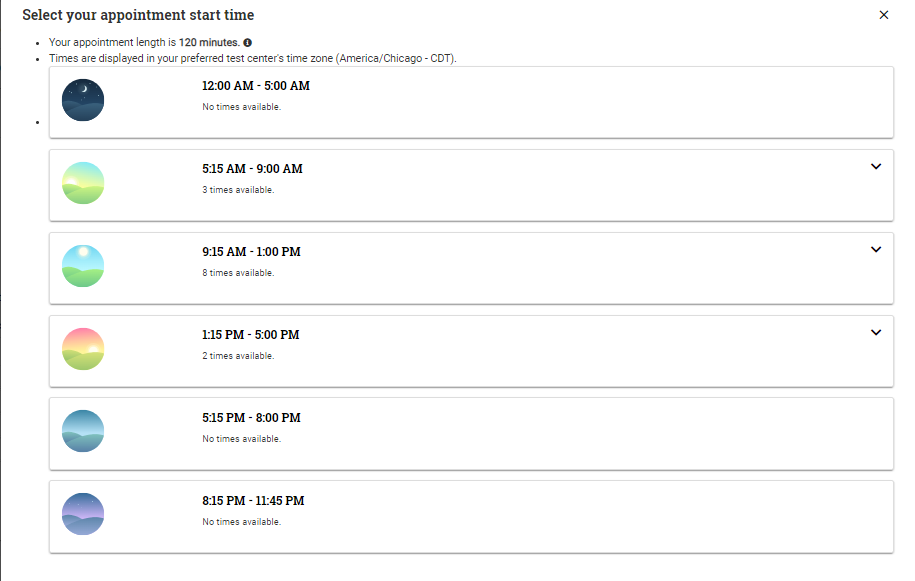 Select your appointment start time
Your appointment length is 120 minutes.
Times are displayed in your preferred test center's time zone (America/Chicago - CDT).
12:00 AM - 5:00 AM
No times available.
5:15 AM - 9:00 AM
3 times available.
9:15 AM - 1:00 PM
8 times available.
1:15 PM - 5:00 PM
2 times available.
5:15 PM - 8:00 PM
No times available.
8:15 PM - 11:45 PM
No times available.